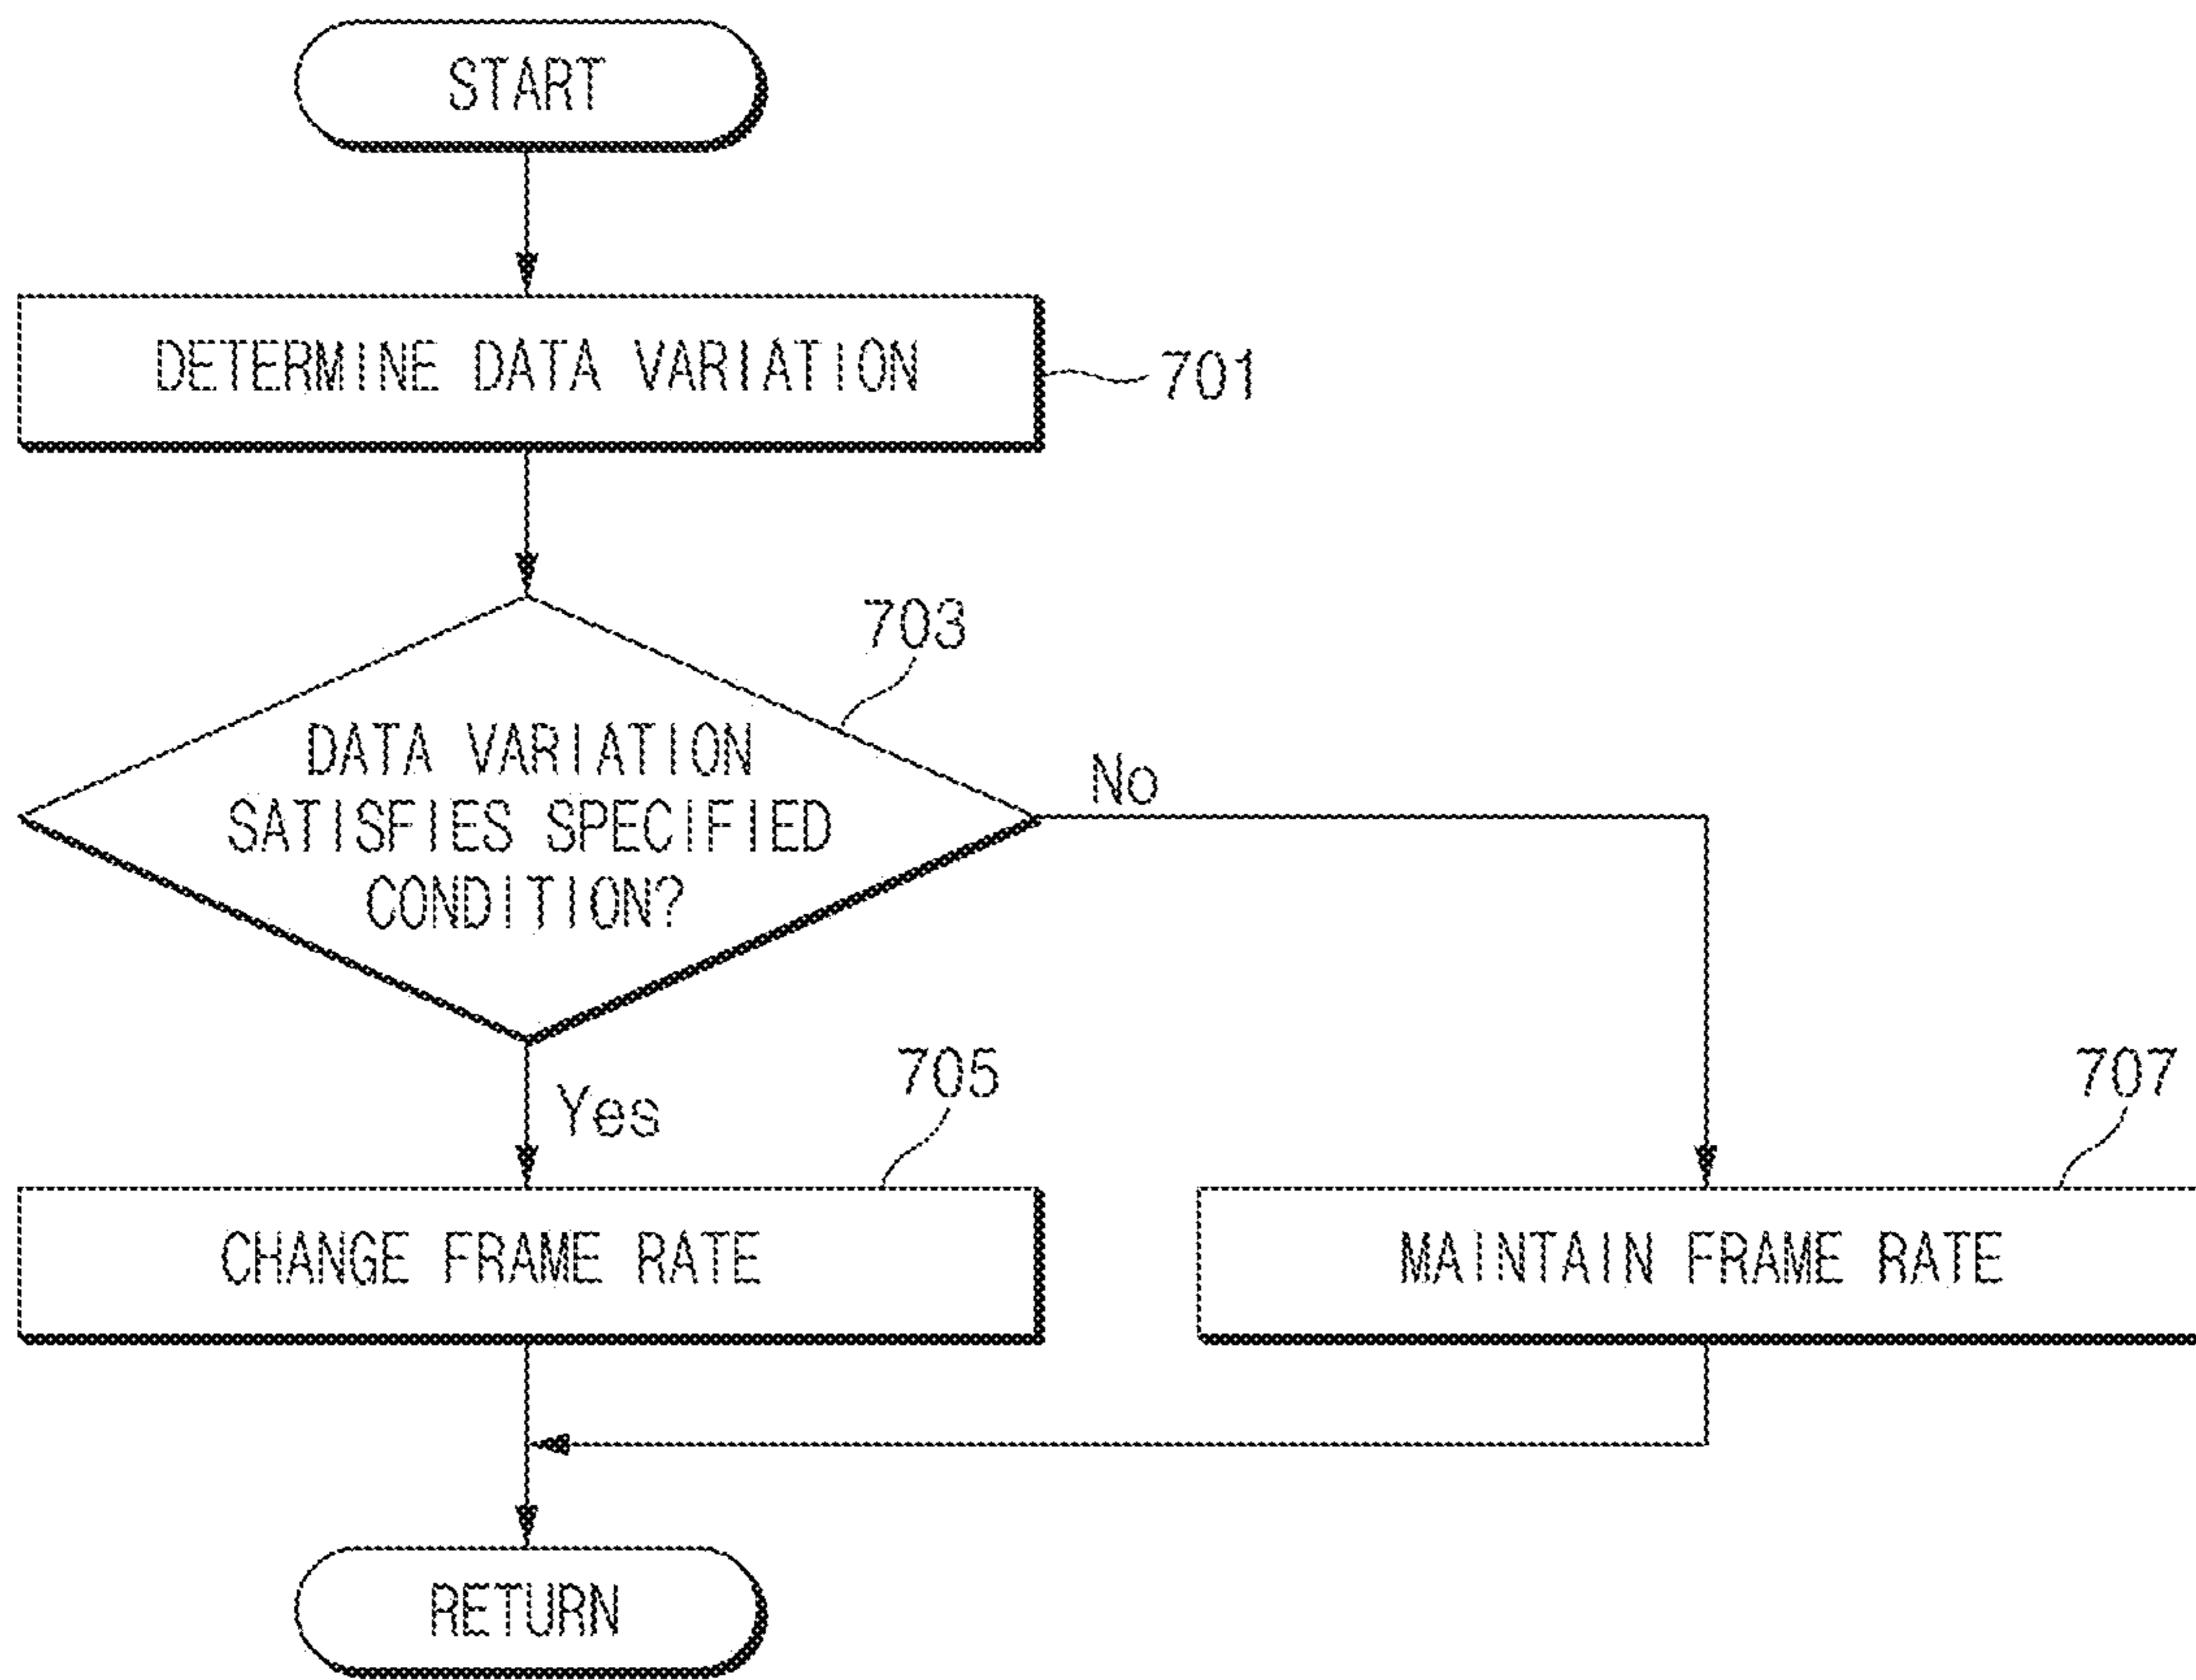 START
DETERMINE DATA VARIATION
701
703
DATA VARIATION
SATISFIES SPECIFIED
CONDITION?
No
Yes
705
707
CHANGE FRAME RATE
MAINTAIN FRAME RATE
RETURN